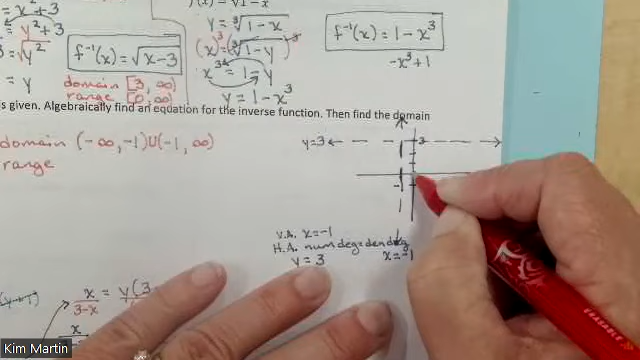 = x² + 3
= y² + 3
= √y²
= y
f⁻¹(x) = √x-3
domain [3, ∞)
range [0, ∞)
y = ∛1-x
(x)³ = (∛1-y)³
x³ = 1-y
y = 1-x³
f⁻¹(x) = 1-x³
-x³+1
is given. Algebraically find an equation for the inverse function. Then find the domain
domain (-∞,-1)U(-1,∞)
range
y=3
3
V.A. x=-1
H.A. num deg = den deg
y = 3
x=-1
x/3-x = y(3
x
ERASABLE
Kim Martin